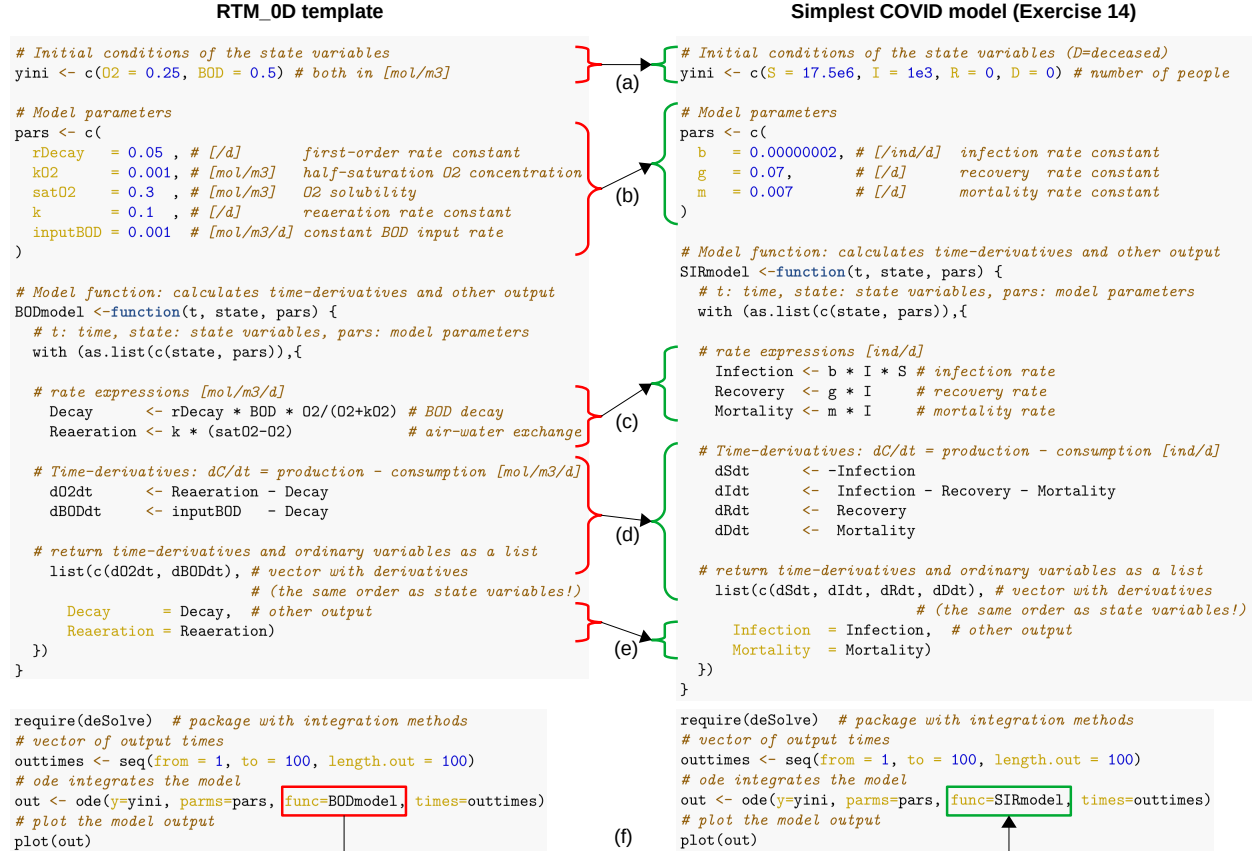 RTM_0D template
# Initial conditions of the state variables
yini <- c(O2 = 0.25, BOD = 0.5) # both in [mol/m3]
# Model parameters
pars <- c(
rDecay = 0.05 , # [/d] first-order rate constant
kO2 = 0.001, # [mol/m3] half-saturation O2 concentration
satO2 = 0.3 , # [mol/m3] O2 solubility
k = 0.1 , # [/d] reaeration rate constant
inputBOD = 0.001 # [mol/m3/d] constant BOD input rate
)
# Model function: calculates time-derivatives and other output
BODmodel <-function(t, state, pars) {
# t: time, state: state variables, pars: model parameters
with (as.list(c(state, pars)),{
# rate expressions [mol/m3/d]
Decay <- rDecay * BOD * O2/(O2+kO2) # BOD decay
Reaeration <- k * (satO2-O2) # air-water exchange
# Time-derivatives: dC/dt = production - consumption [mol/m3/d]
dO2dt <- Reaeration - Decay
dBODdt <- inputBOD - Decay
# return time-derivatives and ordinary variables as a list
list(c(dO2dt, dBODdt), # vector with derivatives
# (the same order as state variables!)
Decay = Decay, # other output
Reaeration = Reaeration)
})
}
require(deSolve) # package with integration methods
# vector of output times
outtimes <- seq(from = 1, to = 100, length.out = 100)
# ode integrates the model
out <- ode(y=yini, parms=pars, func=BODmodel, times=outtimes)
# plot the model output
plot(out)
(a)
(b)
(c)
(d)
(e)
(f)
Simplest COVID model (Exercise 14)
# Initial conditions of the state variables (D=deceased)
yini <- c(S = 17.5e6, I = 1e3, R = 0, D = 0) # number of people
# Model parameters
pars <- c(
b = 0.00000002, # [/ind/d] infection rate constant
g = 0.07, # [/d] recovery rate constant
m = 0.007 # [/d] mortality rate constant
)
# Model function: calculates time-derivatives and other output
SIRmodel <-function(t, state, pars) {
# t: time, state: state variables, pars: model parameters
with (as.list(c(state, pars)),{
# rate expressions [ind/d]
Infection <- b * I * S # infection rate
Recovery <- g * I # recovery rate
Mortality <- m * I # mortality rate
# Time-derivatives: dC/dt = production - consumption [ind/d]
dSdt <- -Infection
dIdt <- Infection - Recovery - Mortality
dRdt <- Recovery
dDdt <- Mortality
# return time-derivatives and ordinary variables as a list
list(c(dSdt, dIdt, dRdt, dDdt), # vector with derivatives
# (the same order as state variables!)
Infection = Infection, # other output
Mortality = Mortality)
})
}
require(deSolve) # package with integration methods
# vector of output times
outtimes <- seq(from = 1, to = 100, length.out = 100)
# ode integrates the model
out <- ode(y=yini, parms=pars, func=SIRmodel, times=outtimes)
# plot the model output
plot(out)